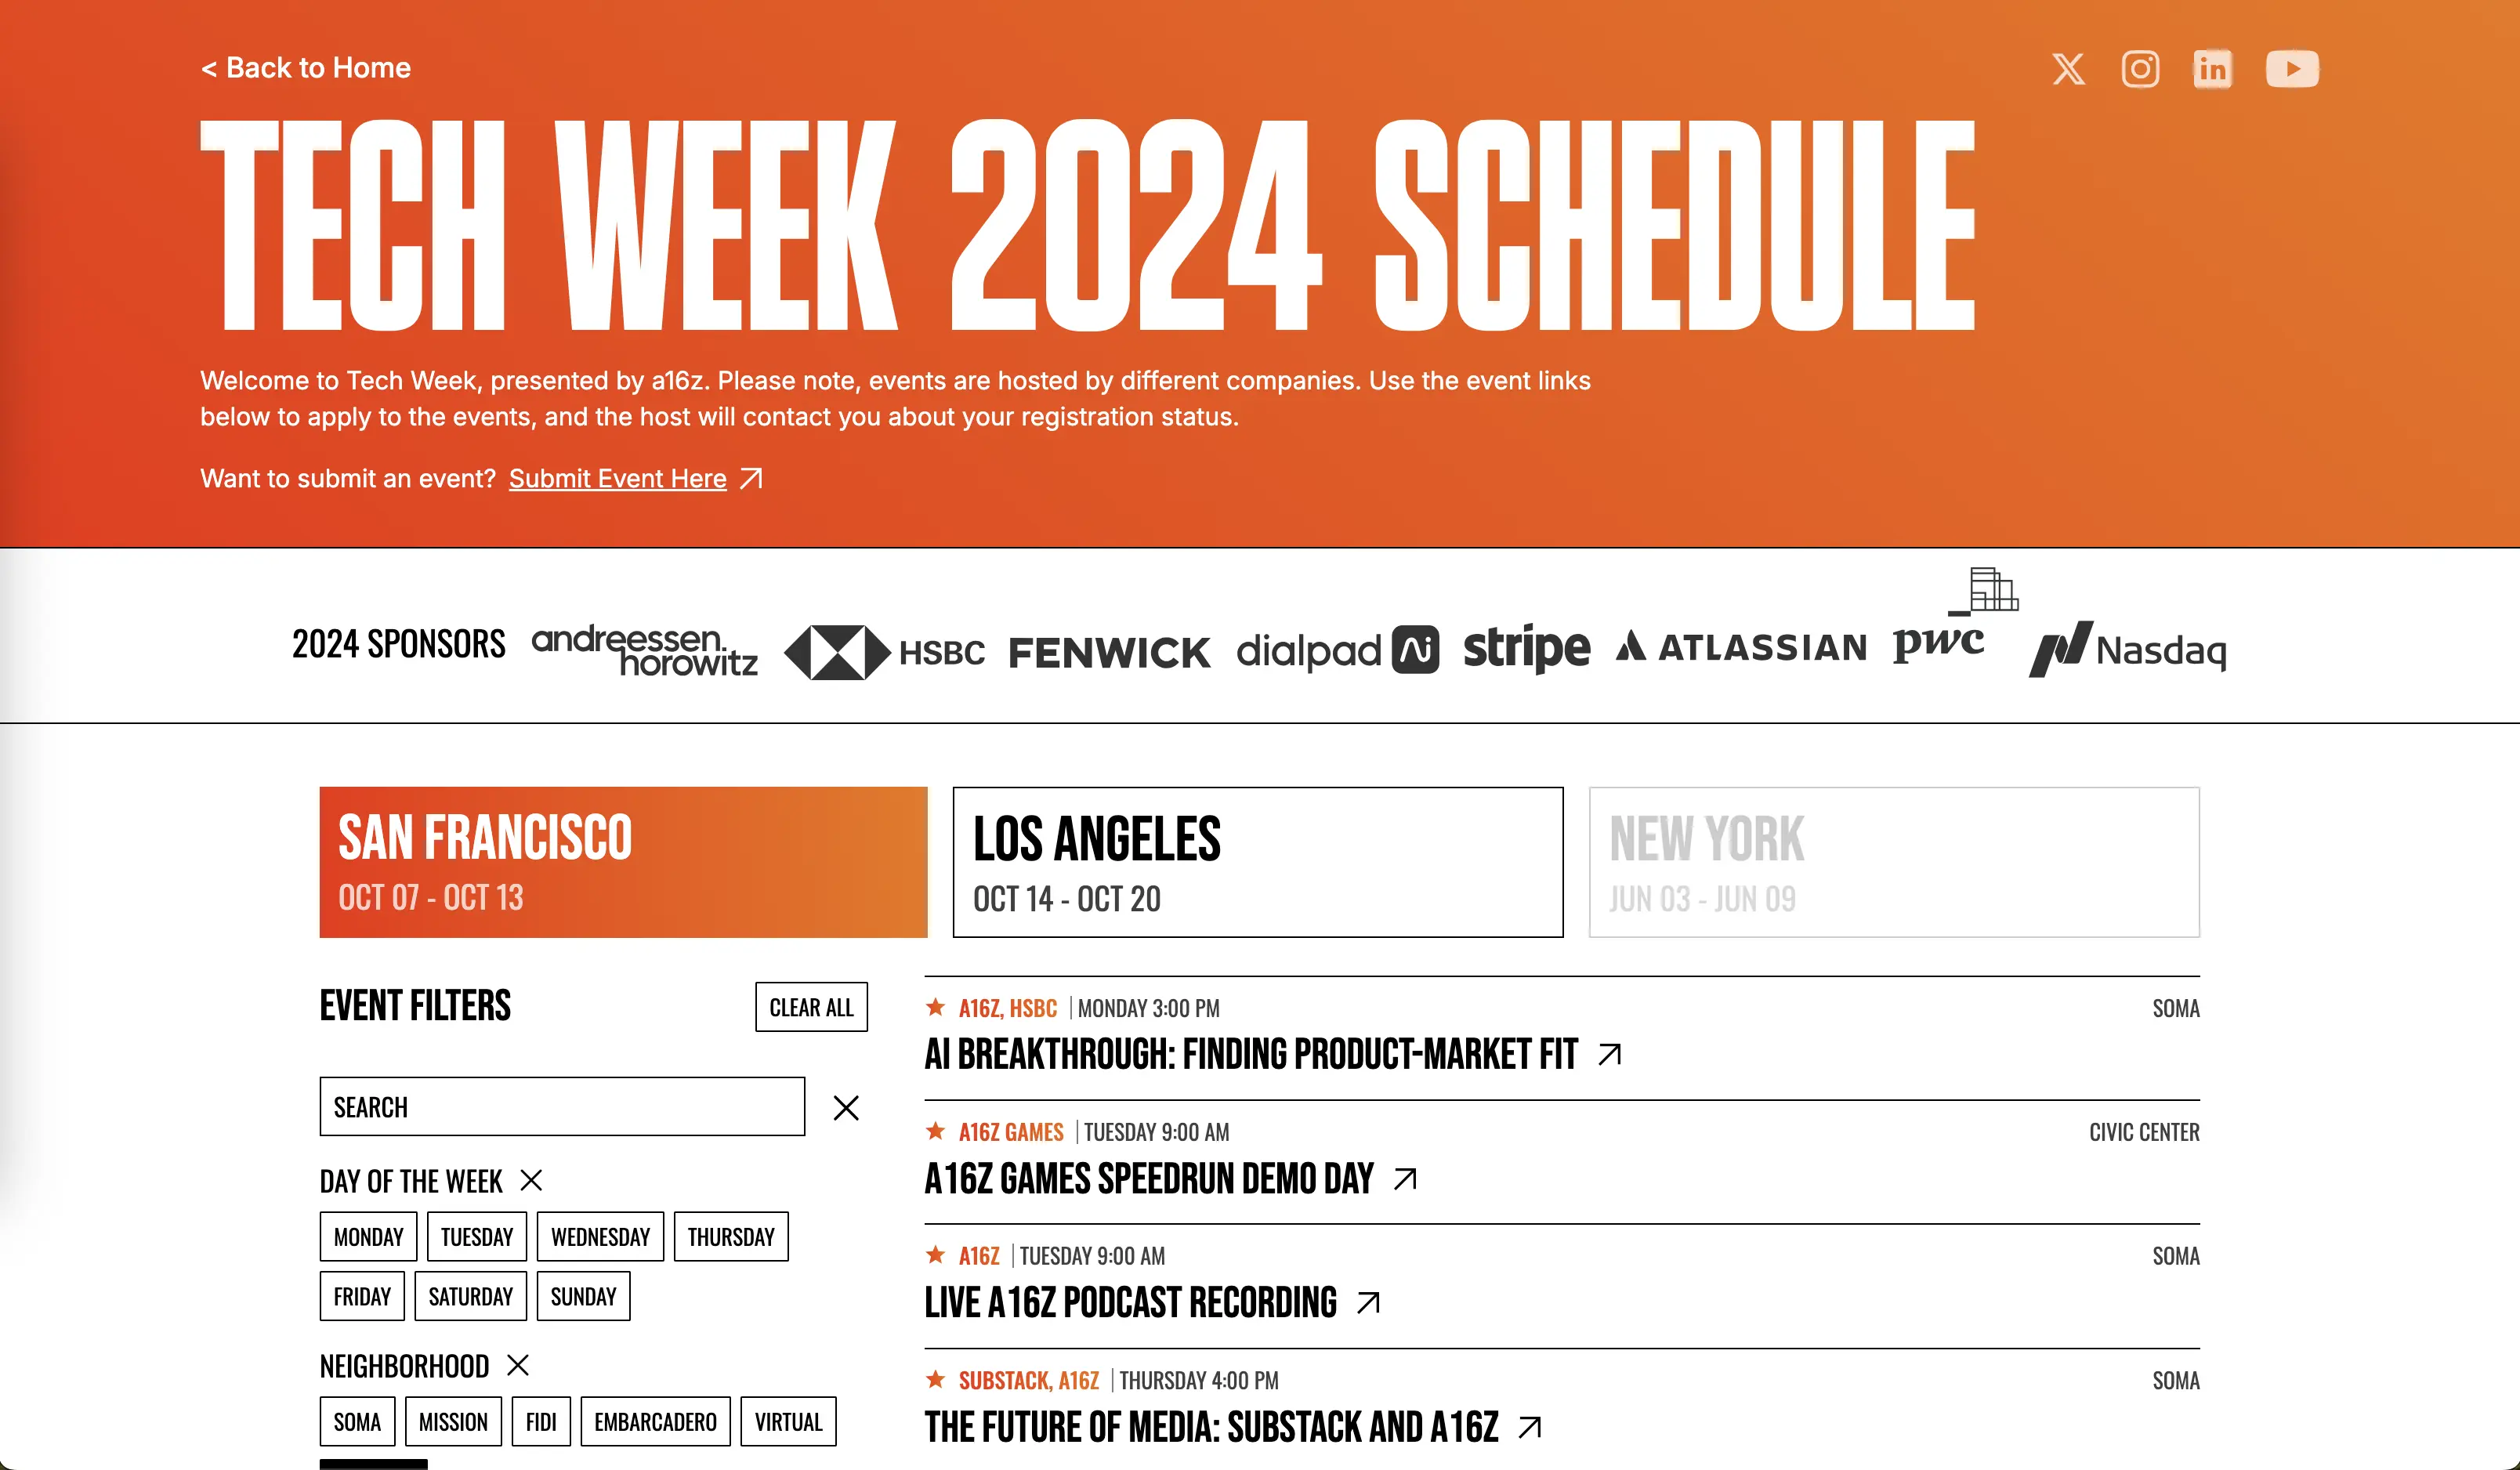 < Back to Home
TECH WEEK 2024 SCHEDULE
Welcome to Tech Week, presented by a16z. Please note, events are hosted by different companies. Use the event links
below to apply to the events, and the host will contact you about your registration status.
Want to submit an event? Submit Event Here
2024 SPONSORS
andreessen.
horowitz
HSBC
FENWICK
dialpad Ai
stripe
ATLASSIAN
pwc
Nasdaq
SAN FRANCISCO
OCT 07 - OCT 13
LOS ANGELES
OCT 14 - OCT 20
NEW YORK
JUN 03 - JUN 09
EVENT FILTERS
CLEAR ALL
SEARCH
DAY OF THE WEEK
MONDAY TUESDAY WEDNESDAY THURSDAY
FRIDAY SATURDAY SUNDAY
NEIGHBORHOOD
SOMA MISSION FIDI EMBARCADERO VIRTUAL
A16Z, HSBC | MONDAY 3:00 PM SOMA
AI BREAKTHROUGH: FINDING PRODUCT-MARKET FIT
A16Z GAMES | TUESDAY 9:00 AM CIVIC CENTER
A16Z GAMES SPEEDRUN DEMO DAY
A16Z | TUESDAY 9:00 AM SOMA
LIVE A16Z PODCAST RECORDING
SUBSTACK, A16Z | THURSDAY 4:00 PM SOMA
THE FUTURE OF MEDIA: SUBSTACK AND A16Z